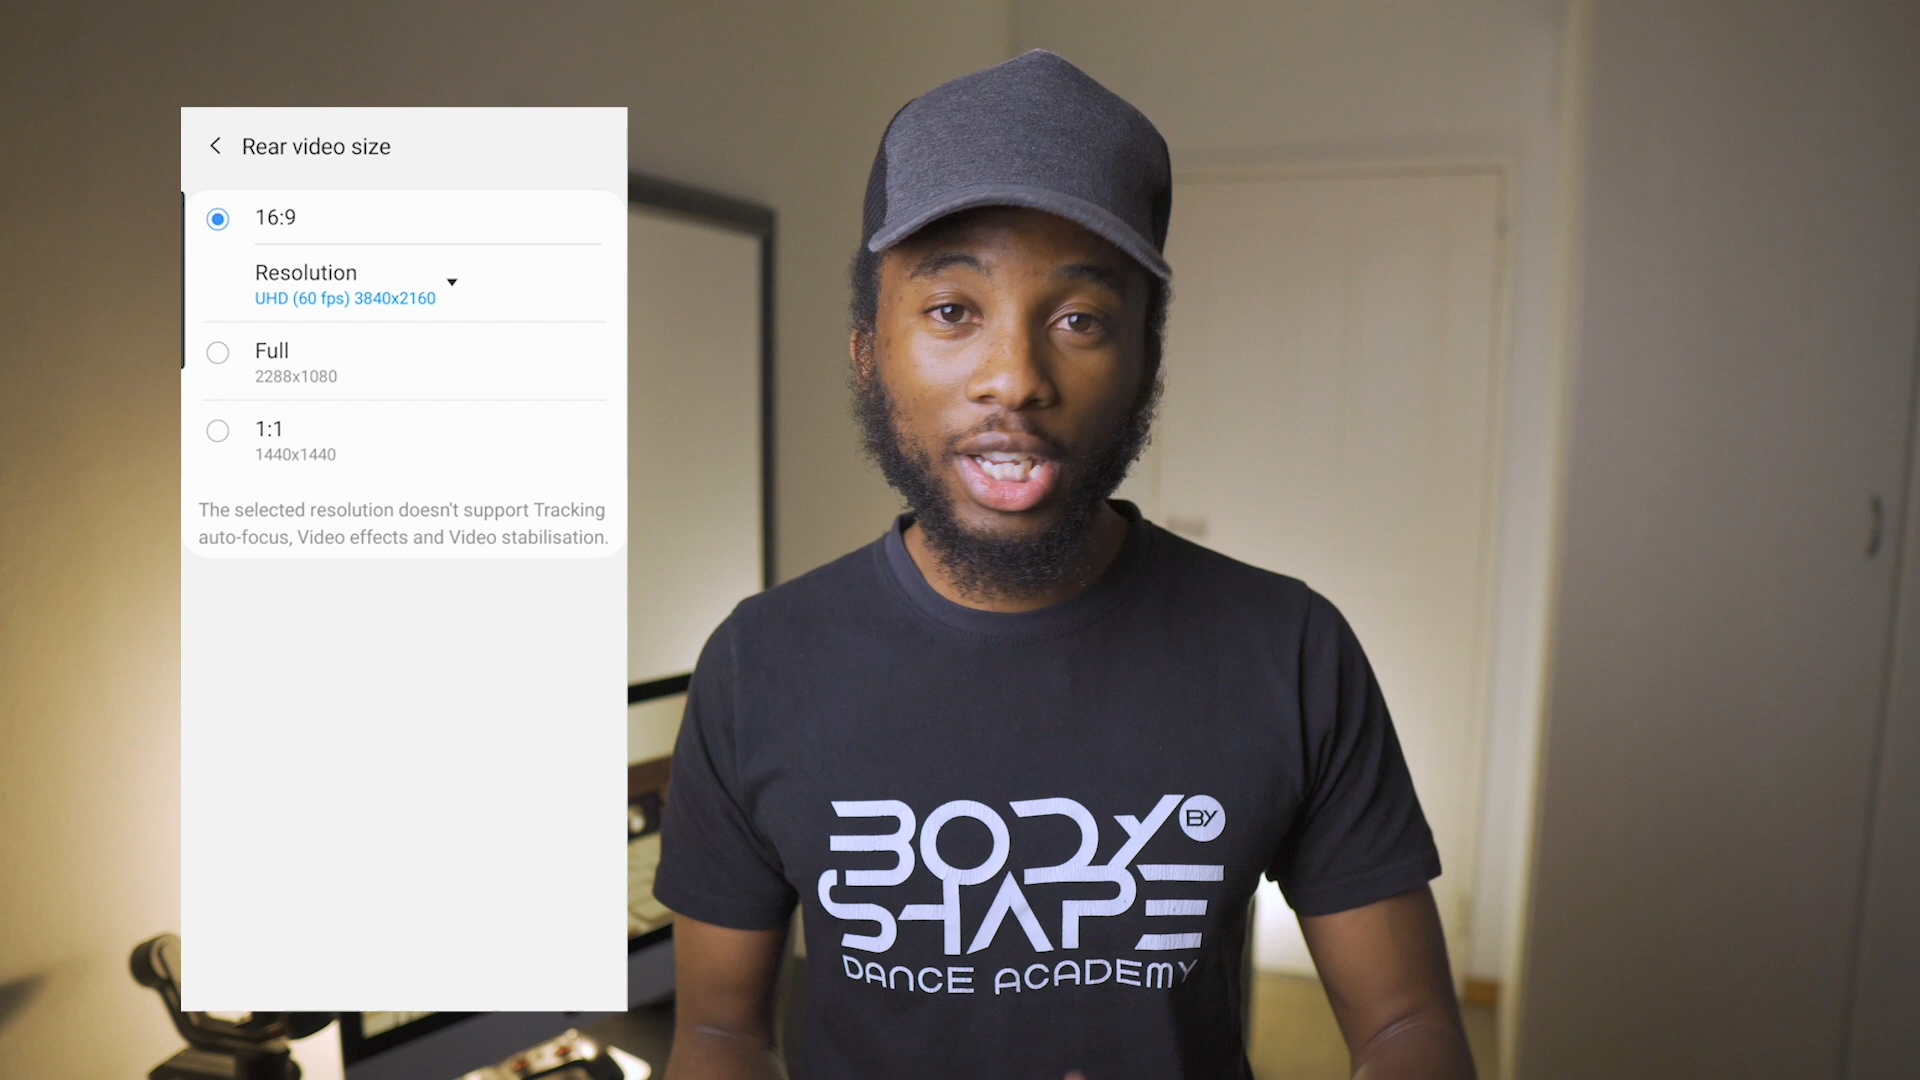 Rear video size
16:9
Resolution
UHD (60 fps) 3840x2160
Full
2288x1080
1:1
1440x1440
The selected resolution doesn't support Tracking
auto-focus, Video effects and Video stabilisation.
BODY BY
SHAPE
DANCE ACADEMY